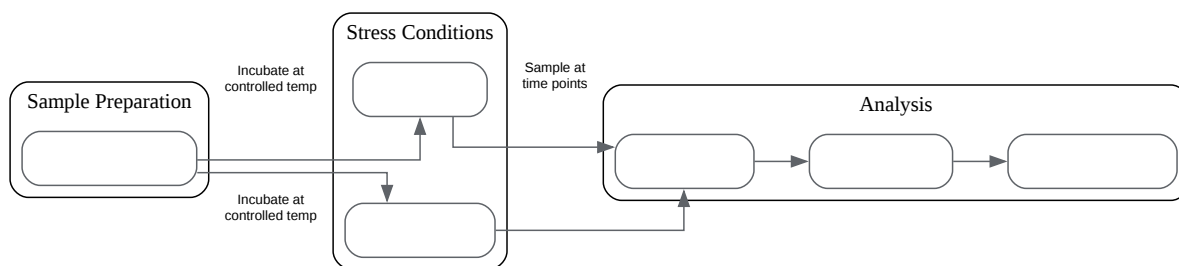 Stress Conditions
Incubate at
controlled temp
Sample at
time points
Sample Preparation
Analysis
Incubate at
controlled temp